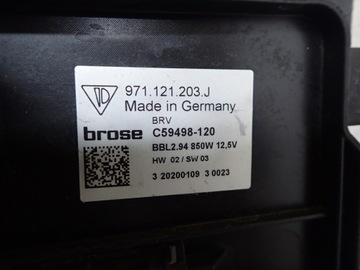 971.121.203.J
Made in Germany
BRV
brose C59498-120
BBL2.94 850W 12,5V
HW 02 / SW 03
3 20200109 3 0023